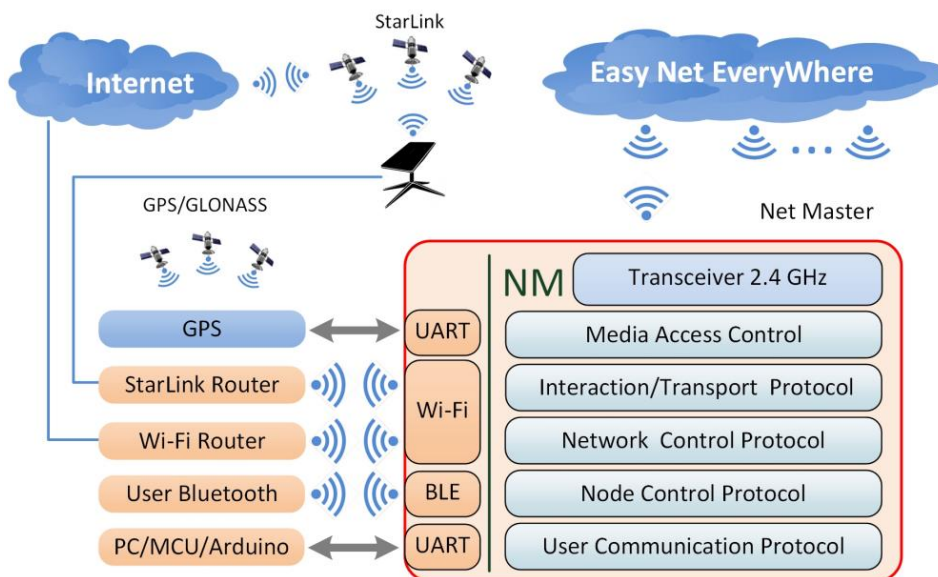 StarLink
Internet
Easy Net EveryWhere
GPS/GLONASS
Net Master
NM
Transceiver 2.4 GHz
GPS
UART
Media Access Control
StarLink Router
Wi-Fi
Interaction/Transport Protocol
Wi-Fi Router
Network Control Protocol
User Bluetooth
BLE
Node Control Protocol
PC/MCU/Arduino
UART
User Communication Protocol